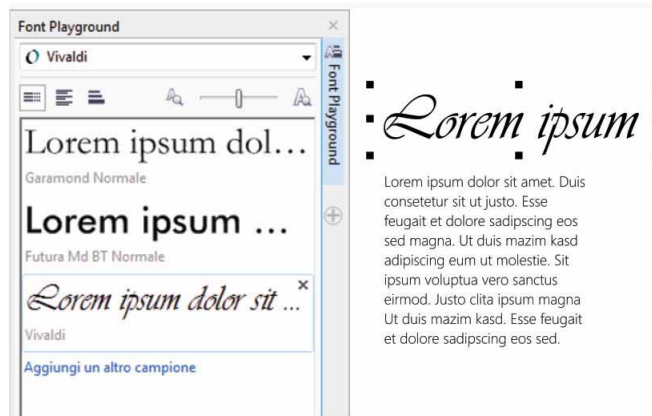 Font Playground
Vivaldi
Lorem ipsum dol...
Garamond Normale
Lorem ipsum ...
Futura Md BT Normale
Lorem ipsum dolor sit ...
Vivaldi
Aggiungi un altro campione
Font Playground
Lorem ipsum
Lorem ipsum dolor sit amet. Duis
consetetur sit ut justo. Esse
feugait et dolore sadipscing eos
sed magna. Ut duis mazim kasd
adipiscing eum ut molestie. Sit
ipsum voluptua vero sanctus
eirmod. Justo clita ipsum magna
Ut duis mazim kasd. Esse feugait
et dolore sadipscing eos sed.